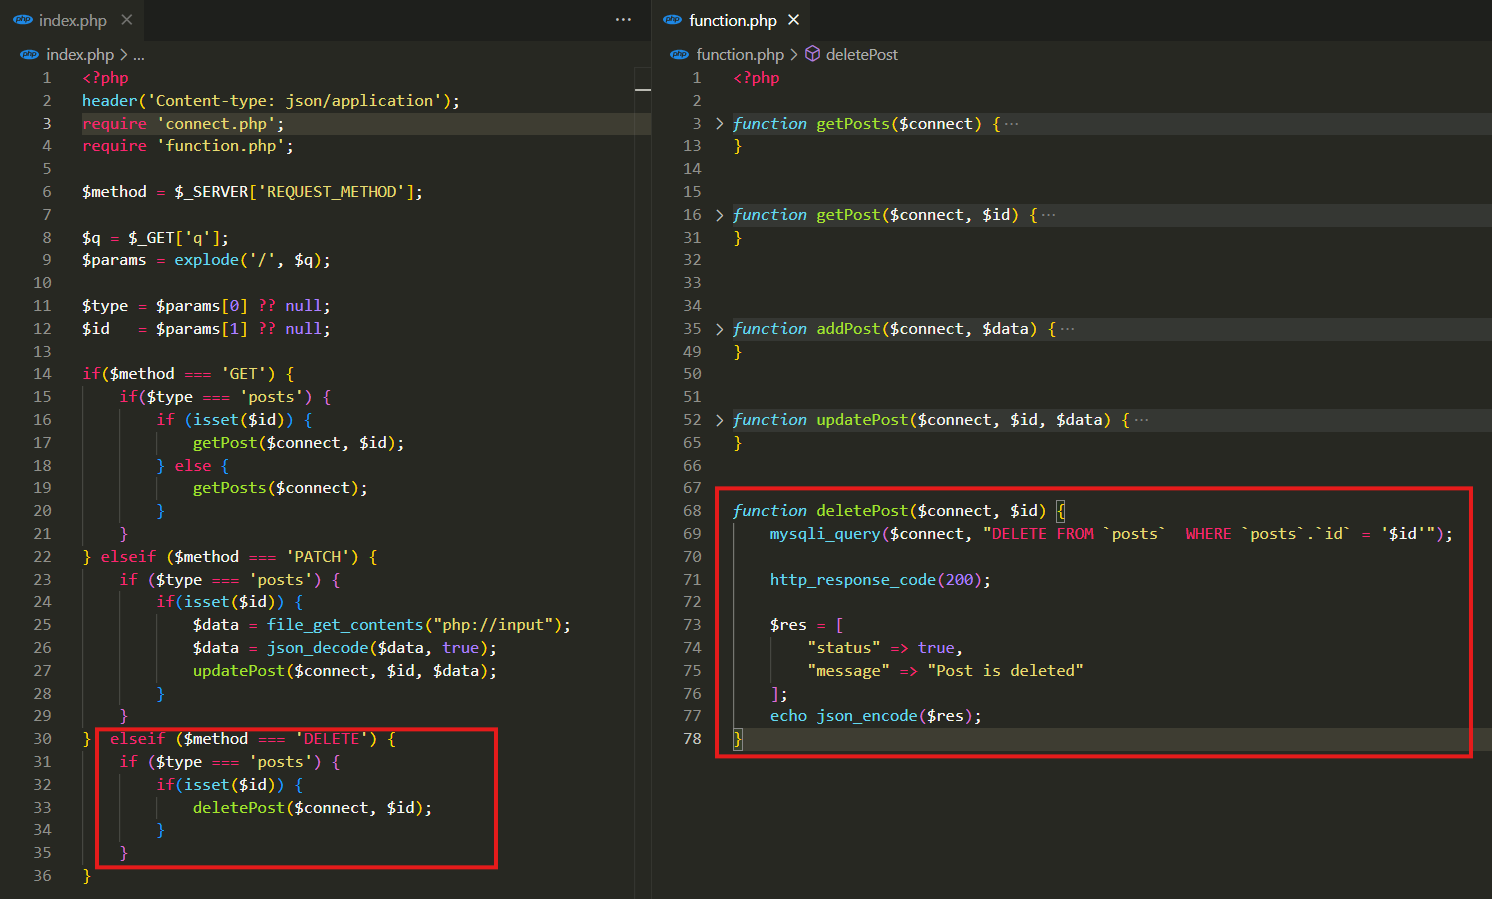 index.php
index.php > ...
1 <?php
2 header('Content-type: json/application');
3 require 'connect.php';
4 require 'function.php';
5
6 $method = $_SERVER['REQUEST_METHOD'];
7
8 $q = $_GET['q'];
9 $params = explode('/', $q);
10
11 $type = $params[0] ?? null;
12 $id   = $params[1] ?? null;
13
14 if($method === 'GET') {
15     if($type === 'posts') {
16         if (isset($id)) {
17             getPost($connect, $id);
18         } else {
19             getPosts($connect);
20         }
21     }
22 } elseif ($method === 'PATCH') {
23     if ($type === 'posts') {
24         if(isset($id)) {
25             $data = file_get_contents("php://input");
26             $data = json_decode($data, true);
27             updatePost($connect, $id, $data);
28         }
29     }
30 }  elseif ($method === 'DELETE') {
31     if ($type === 'posts') {
32         if(isset($id)) {
33             deletePost($connect, $id);
34         }
35     }
36 }
function.php
function.php > deletePost
1 <?php
2
3 function getPosts($connect) {···
13 }
14
15
16 function getPost($connect, $id) {···
31 }
32
33
34
35 function addPost($connect, $data) {···
49 }
50
51
52 function updatePost($connect, $id, $data) {···
65 }
66
67
68 function deletePost($connect, $id) {
69     mysqli_query($connect, "DELETE FROM `posts`  WHERE `posts`.`id` = '$id'");
70
71     http_response_code(200);
72
73     $res = [
74         "status" => true,
75         "message" => "Post is deleted"
76     ];
77     echo json_encode($res);
78 }